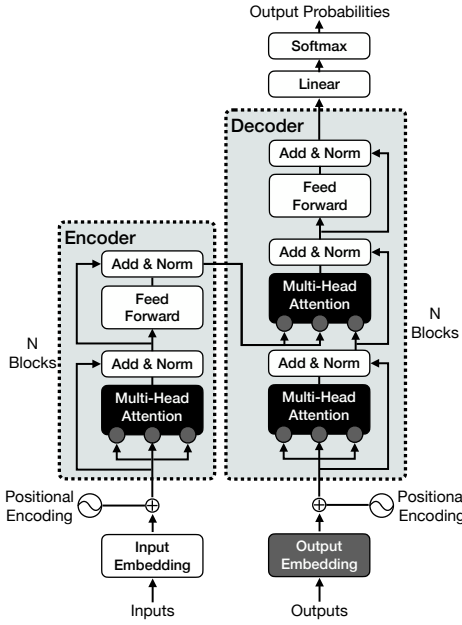 Output Probabilities
Softmax
Linear
Decoder
Add & Norm
Feed
Forward
Add & Norm
Multi-Head
Attention
Add & Norm
Multi-Head
Attention
N
Blocks
Encoder
Add & Norm
Feed
Forward
Add & Norm
Multi-Head
Attention
N
Blocks
Positional
Encoding
Input
Embedding
Inputs
Positional
Encoding
Output
Embedding
Outputs